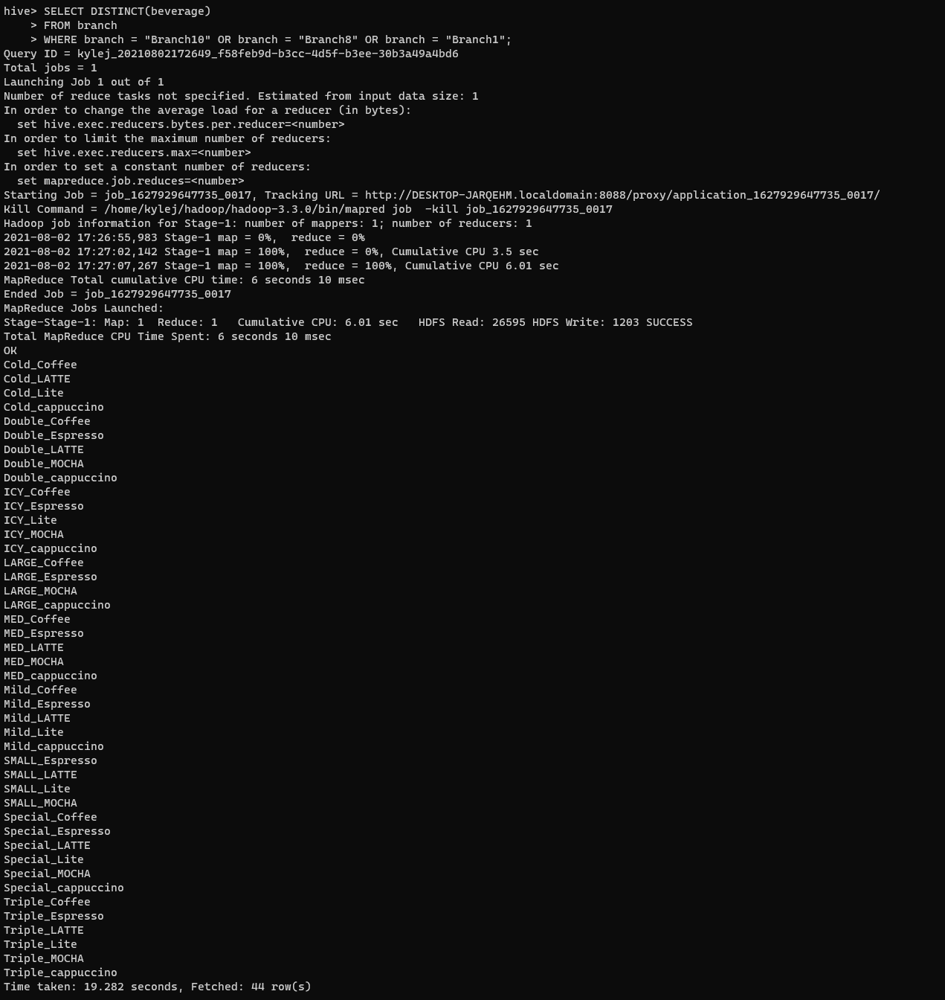 hive> SELECT DISTINCT(beverage)
    > FROM branch
    > WHERE branch = "Branch10" OR branch = "Branch8" OR branch = "Branch1";
Query ID = kylej_20210802172649_f58feb9d-b3cc-4d5f-b3ee-30b3a49a4bd6
Total jobs = 1
Launching Job 1 out of 1
Number of reduce tasks not specified. Estimated from input data size: 1
In order to change the average load for a reducer (in bytes):
  set hive.exec.reducers.bytes.per.reducer=<number>
In order to limit the maximum number of reducers:
  set hive.exec.reducers.max=<number>
In order to set a constant number of reducers:
  set mapreduce.job.reduces=<number>
Starting Job = job_1627929647735_0017, Tracking URL = http://DESKTOP-JARQEHM.localdomain:8088/proxy/application_1627929647735_0017/
Kill Command = /home/kylej/hadoop/hadoop-3.3.0/bin/mapred job  -kill job_1627929647735_0017
Hadoop job information for Stage-1: number of mappers: 1; number of reducers: 1
2021-08-02 17:26:55,983 Stage-1 map = 0%,  reduce = 0%
2021-08-02 17:27:02,142 Stage-1 map = 100%,  reduce = 0%, Cumulative CPU 3.5 sec
2021-08-02 17:27:07,267 Stage-1 map = 100%,  reduce = 100%, Cumulative CPU 6.01 sec
MapReduce Total cumulative CPU time: 6 seconds 10 msec
Ended Job = job_1627929647735_0017
MapReduce Jobs Launched:
Stage-Stage-1: Map: 1  Reduce: 1   Cumulative CPU: 6.01 sec   HDFS Read: 26595 HDFS Write: 1203 SUCCESS
Total MapReduce CPU Time Spent: 6 seconds 10 msec
OK
Cold_Coffee
Cold_LATTE
Cold_Lite
Cold_cappuccino
Double_Coffee
Double_Espresso
Double_LATTE
Double_MOCHA
Double_cappuccino
ICY_Coffee
ICY_Espresso
ICY_Lite
ICY_MOCHA
ICY_cappuccino
LARGE_Coffee
LARGE_Espresso
LARGE_MOCHA
LARGE_cappuccino
MED_Coffee
MED_Espresso
MED_LATTE
MED_MOCHA
MED_cappuccino
Mild_Coffee
Mild_Espresso
Mild_LATTE
Mild_Lite
Mild_cappuccino
SMALL_Espresso
SMALL_LATTE
SMALL_Lite
SMALL_MOCHA
Special_Coffee
Special_Espresso
Special_LATTE
Special_Lite
Special_MOCHA
Special_cappuccino
Triple_Coffee
Triple_Espresso
Triple_LATTE
Triple_Lite
Triple_MOCHA
Triple_cappuccino
Time taken: 19.282 seconds, Fetched: 44 row(s)